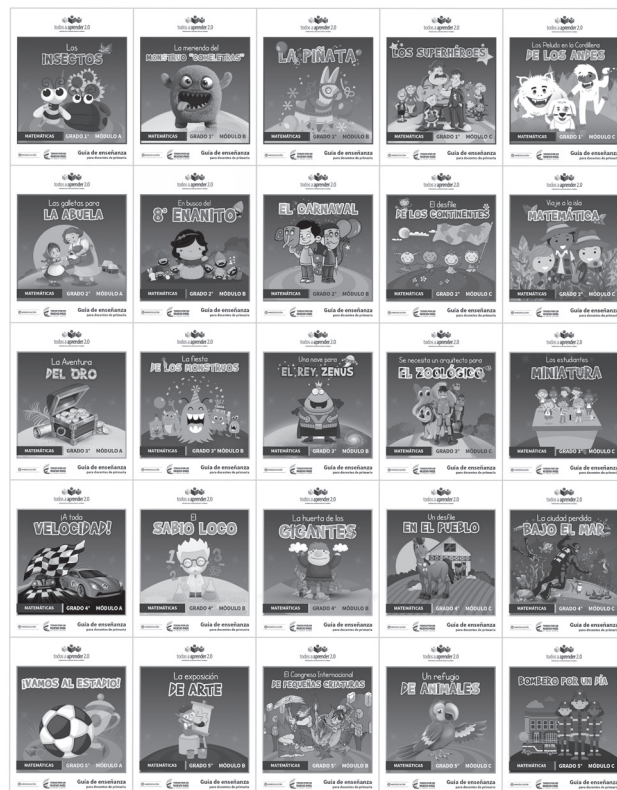 todos a aprender 2.0
Los
INSECTOS
MATEMÁTICAS GRADO 1° MÓDULO A
Guía de enseñanza
para docentes de primaria
todos a aprender 2.0
La merienda del
MONSTRUO "COMELETRAS"
MATEMÁTICAS GRADO 1° MÓDULO B
Guía de enseñanza
para docentes de primaria
todos a aprender 2.0
LA PIÑATA
MATEMÁTICAS GRADO 1° MÓDULO B
Guía de enseñanza
para docentes de primaria
todos a aprender 2.0
LOS SUPERHÉROES
MATEMÁTICAS GRADO 1° MÓDULO C
Guía de enseñanza
para docentes de primaria
todos a aprender 2.0
Los Peludo en la Cordillera
DE LOS ANDES
MATEMÁTICAS GRADO 1° MÓDULO C
Guía de enseñanza
para docentes de primaria
todos a aprender 2.0
Las galletas para
LA ABUELA
MATEMÁTICAS GRADO 2° MÓDULO A
Guía de enseñanza
para docentes de primaria
todos a aprender 2.0
En busca del
8° ENANITO
MATEMÁTICAS GRADO 2° MÓDULO B
Guía de enseñanza
para docentes de primaria
todos a aprender 2.0
EL CARNAVAL
MATEMÁTICAS GRADO 2° MÓDULO B
Guía de enseñanza
para docentes de primaria
todos a aprender 2.0
El desfile
DE LOS CONTINENTES
MATEMÁTICAS GRADO 2° MÓDULO C
Guía de enseñanza
para docentes de primaria
todos a aprender 2.0
Viaje a la isla
MATEMÁTICA
MATEMÁTICAS GRADO 2° MÓDULO C
Guía de enseñanza
para docentes de primaria
todos a aprender 2.0
La Aventura
DEL ORO
MATEMÁTICAS GRADO 3° MÓDULO A
Guía de enseñanza
para docentes de primaria
todos a aprender 2.0
La fiesta
DE LOS MONSTRUOS
MATEMÁTICAS GRADO 3° MÓDULO B
Guía de enseñanza
para docentes de primaria
todos a aprender 2.0
Una nave para
EL REY, ZENUS
MATEMÁTICAS GRADO 3° MÓDULO B
Guía de enseñanza
para docentes de primaria
todos a aprender 2.0
Se necesita un arquitecto para
EL ZOOLÓGICO
MATEMÁTICAS GRADO 3° MÓDULO C
Guía de enseñanza
para docentes de primaria
todos a aprender 2.0
Los estudiantes
MINIATURA
MATEMÁTICAS GRADO 3° MÓDULO C
Guía de enseñanza
para docentes de primaria
todos a aprender 2.0
¡A toda
VELOCIDAD!
MATEMÁTICAS GRADO 4° MÓDULO A
Guía de enseñanza
para docentes de primaria
todos a aprender 2.0
El
SABIO LOCO
MATEMÁTICAS GRADO 4° MÓDULO B
Guía de enseñanza
para docentes de primaria
todos a aprender 2.0
La huerta de los
GIGANTES
MATEMÁTICAS GRADO 4° MÓDULO B
Guía de enseñanza
para docentes de primaria
todos a aprender 2.0
Un desfile
EN EL PUEBLO
MATEMÁTICAS GRADO 4° MÓDULO C
Guía de enseñanza
para docentes de primaria
todos a aprender 2.0
La ciudad perdida
BAJO EL MAR
MATEMÁTICAS GRADO 4° MÓDULO C
Guía de enseñanza
para docentes de primaria
todos a aprender 2.0
¡VAMOS AL ESTADIO!
MATEMÁTICAS GRADO 5° MÓDULO A
Guía de enseñanza
para docentes de primaria
todos a aprender 2.0
La exposición
DE ARTE
MATEMÁTICAS GRADO 5° MÓDULO B
Guía de enseñanza
para docentes de primaria
todos a aprender 2.0
El Congreso Internacional
DE PEQUEÑAS CRIATURAS
MATEMÁTICAS GRADO 5° MÓDULO B
Guía de enseñanza
para docentes de primaria
todos a aprender 2.0
Un refugio
DE ANIMALES
MATEMÁTICAS GRADO 5° MÓDULO C
Guía de enseñanza
para docentes de primaria
todos a aprender 2.0
BOMBERO POR UN DÍA
MATEMÁTICAS GRADO 5° MÓDULO C
Guía de enseñanza
para docentes de primaria